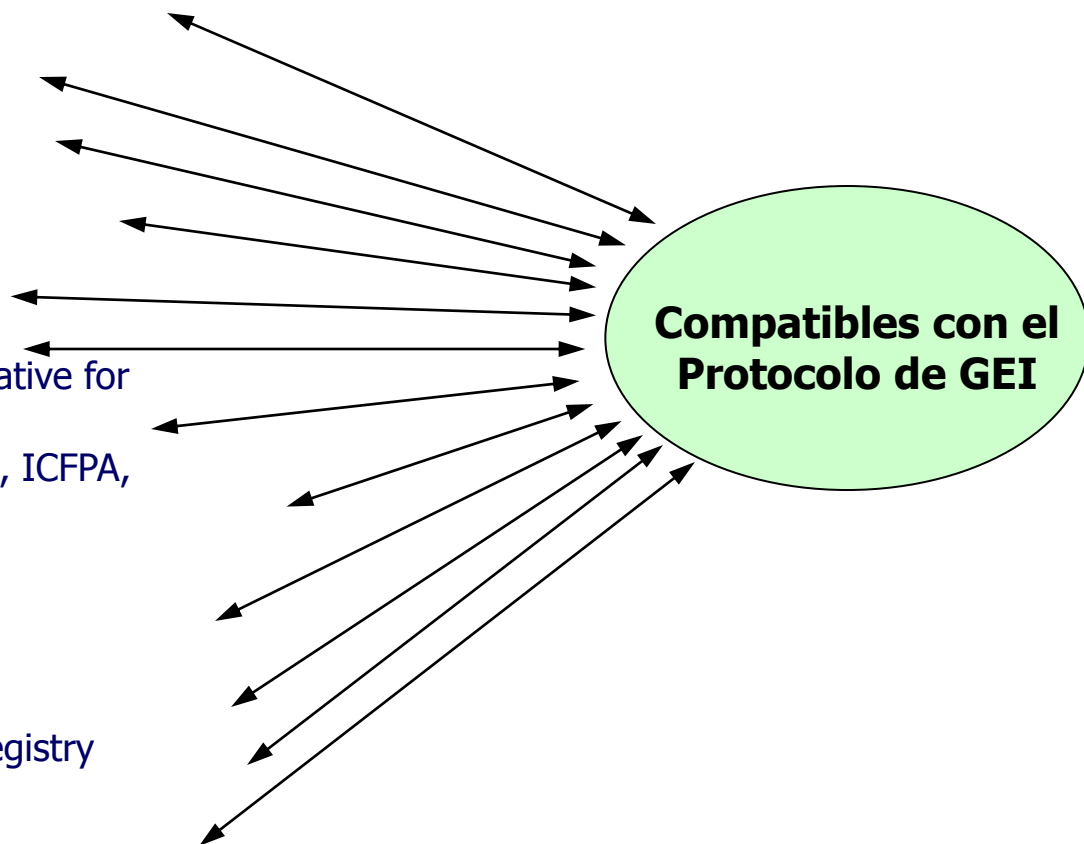 Compatibles con el
Protocolo de GEI
ative for
, ICFPA,
egistry